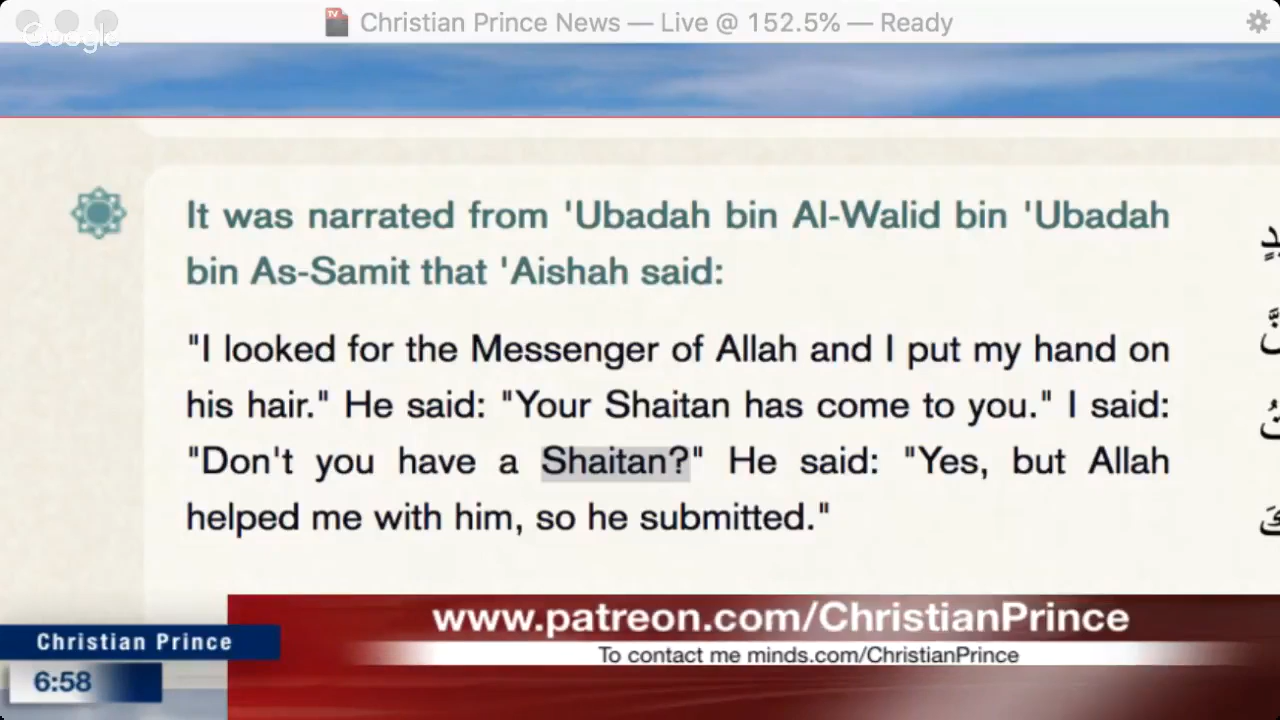 Christian Prince News — Live @ 152.5% — Ready
Google
It was narrated from 'Ubadah bin Al-Walid bin 'Ubadah
bin As-Samit that 'Aishah said:
"I looked for the Messenger of Allah and I put my hand on
his hair." He said: "Your Shaitan has come to you." I said:
"Don't you have a Shaitan?" He said: "Yes, but Allah
helped me with him, so he submitted."
www.patreon.com/ChristianPrince
To contact me minds.com/ChristianPrince
Christian Prince
6:58